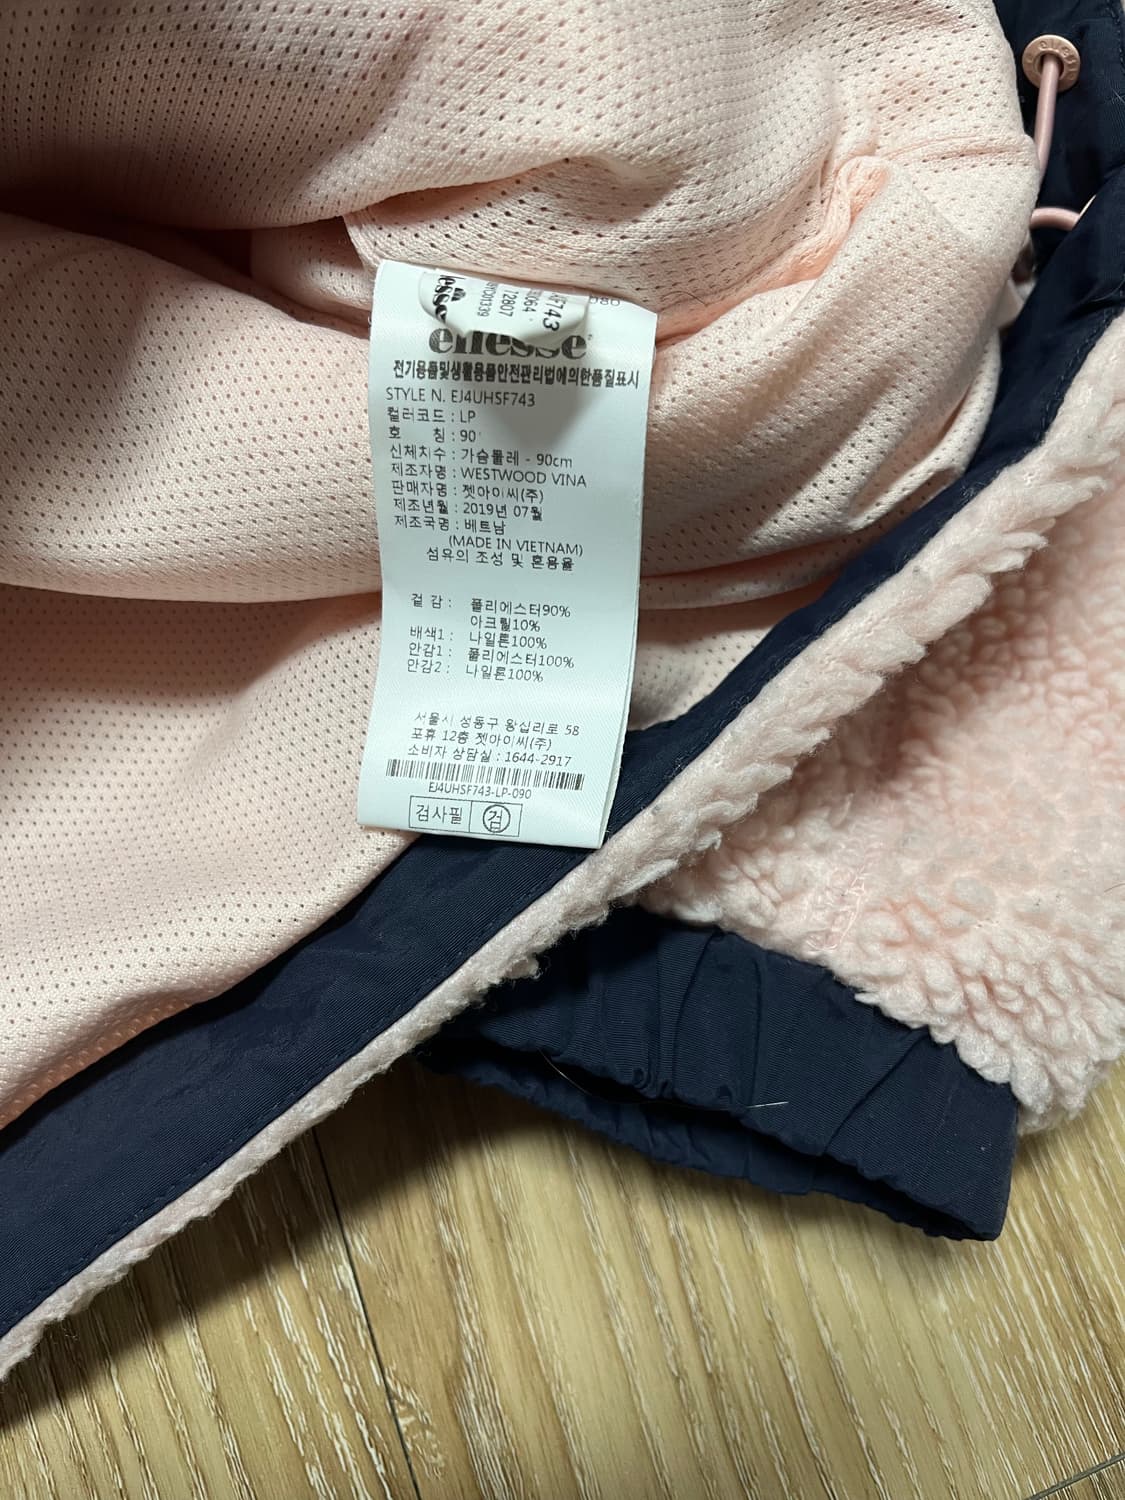 ellesse
전기용품및생활용품안전관리법에의한품질표시
STYLE N. EJ4UHSF743
컬러코드 : LP
호 칭 : 90
신체치수 : 가슴둘레 - 90cm
제조자명 : WESTWOOD VINA
판매자명 : 젯아이씨(주)
제조년월 : 2019년 07월
제조국명 : 베트남
(MADE IN VIETNAM)
섬유의 조성 및 혼용율
겉 감 : 폴리에스터90%
아크릴10%
배색1 : 나일론100%
안감1 : 폴리에스터100%
안감2 : 나일론100%
서울시 성동구 왕십리로 58
포휴 12층 젯아이씨(주)
소비자 상담실 : 1644-2917
EJ4UHSF743-LP-090
검사필 검